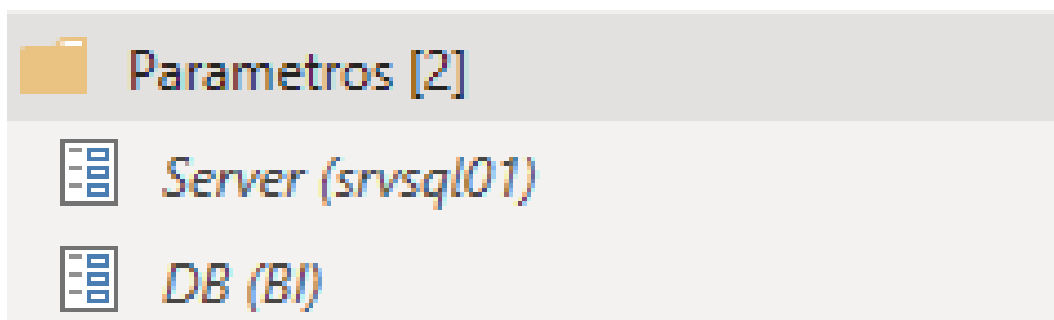 Parametros [2]
Server (srvsql01)
DB (BI)